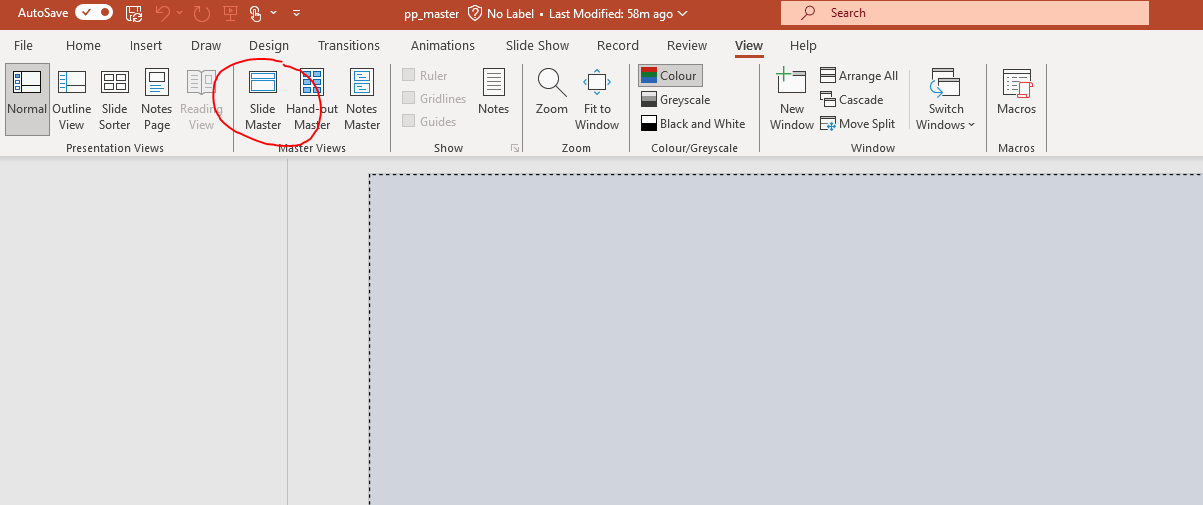 AutoSave pp_master No Label • Last Modified: 58m ago Search
File Home Insert Draw Design Transitions Animations Slide Show Record Review View Help
Normal Outline View Slide Sorter Notes Page Reading View
Presentation Views
Slide Master Hand-out Master Notes Master
Master Views
Ruler
Gridlines
Guides
Notes
Show
Zoom Fit to Window
Zoom
Colour
Greyscale
Black and White
Colour/Greyscale
New Window
Arrange All
Cascade
Move Split
Switch Windows
Window
Macros
Macros